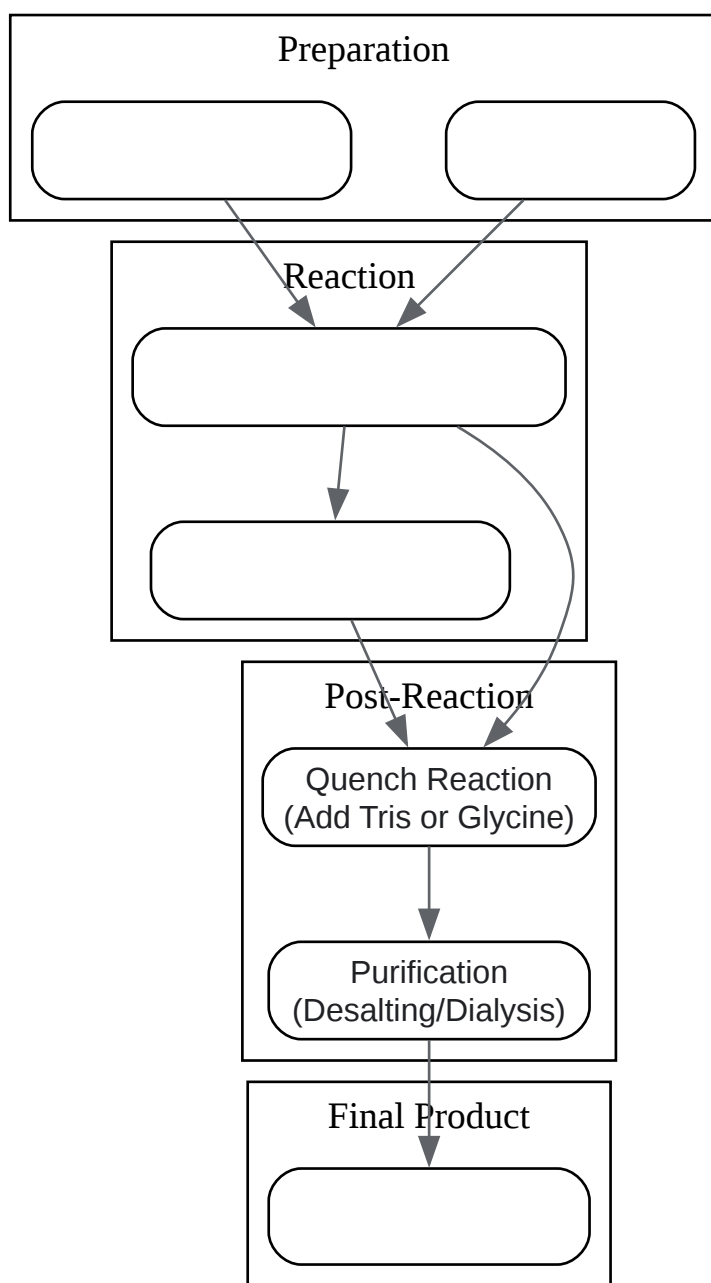 Preparation
Reaction
Post-Reaction
Quench Reaction
(Add Tris or Glycine)
Purification
(Desalting/Dialysis)
Final Product